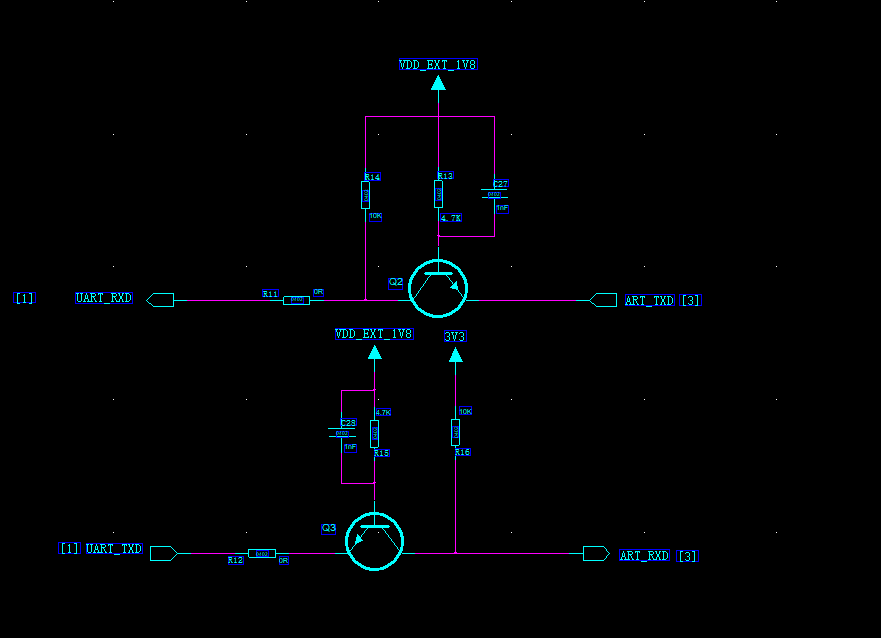 VDD_EXT_1V8
R14
R13
C27
0402
0402
0402
10K
4.7K
1nF
Q2
[1]
UART_RXD
R11
0402
0R
ART_TXD
[3]
VDD_EXT_1V8
3V3
4.7K
10K
C28
0402
0402
0402
1nF
R15
R16
Q3
[1]
UART_TXD
R12
0402
0R
ART_RXD
[3]